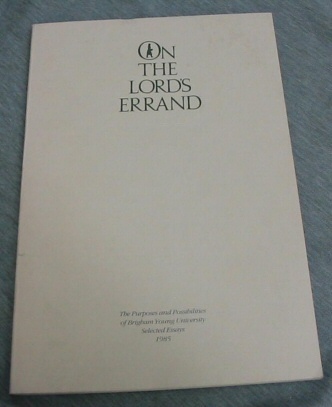 ON
THE
LORD'S
ERRAND
The Purposes and Possibilities
of Brigham Young University
Selected Essays
1985